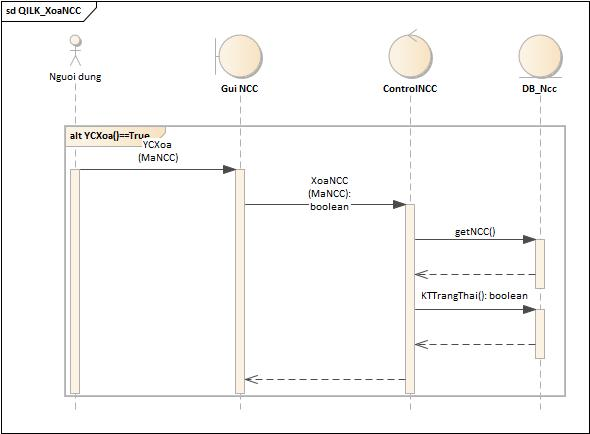 sd QlLK_XoaNCC
Nguoi dung
Gui NCC
ControlNCC
DB_Ncc
alt YCXoa()==True
YCXoa
(MaNCC)
XoaNCC
(MaNCC):
boolean
getNCC()
KTTrangThai(): boolean